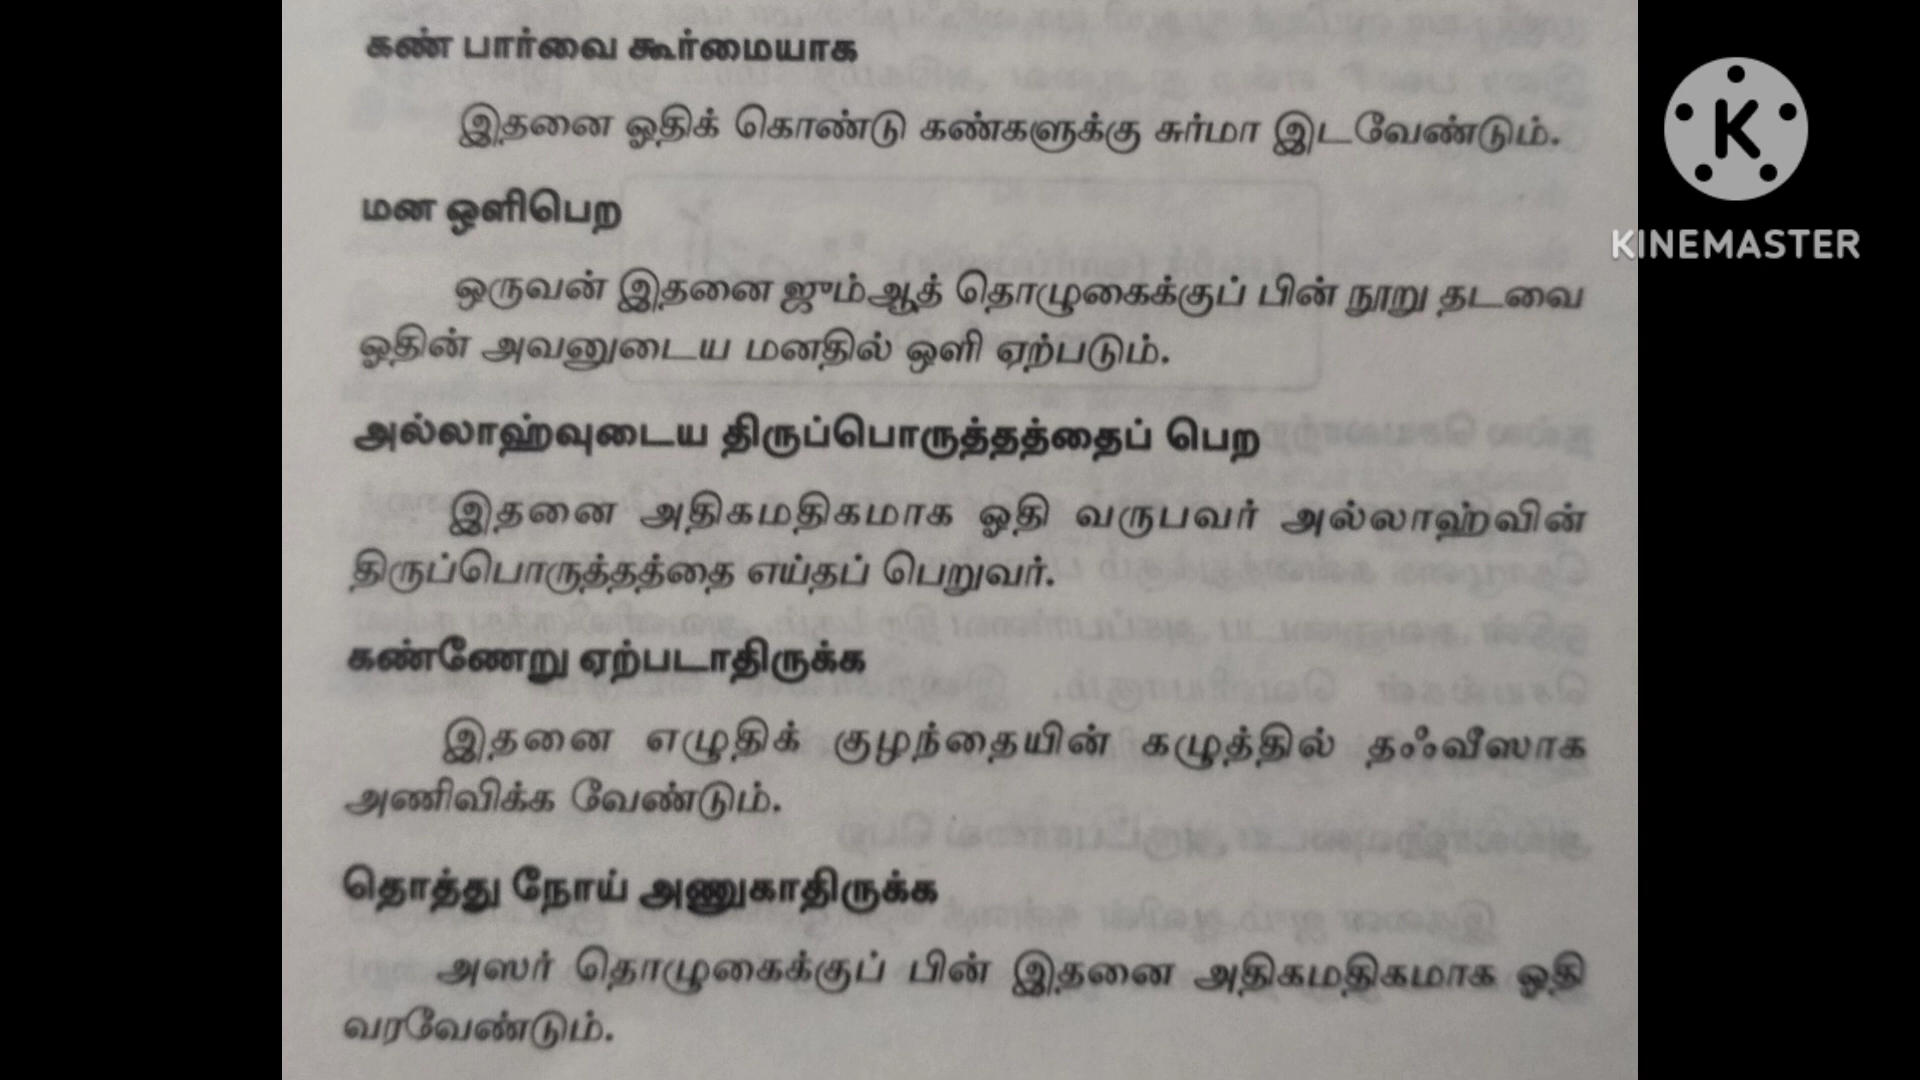 கண் பார்வை கூர்மையாக
இதனை ஓதிக் கொண்டு கண்களுக்கு சுர்மா இடவேண்டும்.
மன ஒளிபெற
ஒருவன் இதனை ஜும்ஆத் தொழுகைக்குப் பின் நூறு தடவை
ஓதின் அவனுடைய மனதில் ஒளி ஏற்படும்.
அல்லாஹ்வுடைய திருப்பொருத்தத்தைப் பெற
இதனை அதிகமதிகமாக ஓதி வருபவர் அல்லாஹ்வின்
திருப்பொருத்தத்தை எய்தப் பெறுவர்.
கண்ணேறு ஏற்படாதிருக்க
இதனை எழுதிக் குழந்தையின் கழுத்தில் தஃவீஸாக
அணிவிக்க வேண்டும்.
தொத்து நோய் அணுகாதிருக்க
அஸர் தொழுகைக்குப் பின் இதனை அதிகமதிகமாக ஓதி
வரவேண்டும்.
K
KINEMASTER